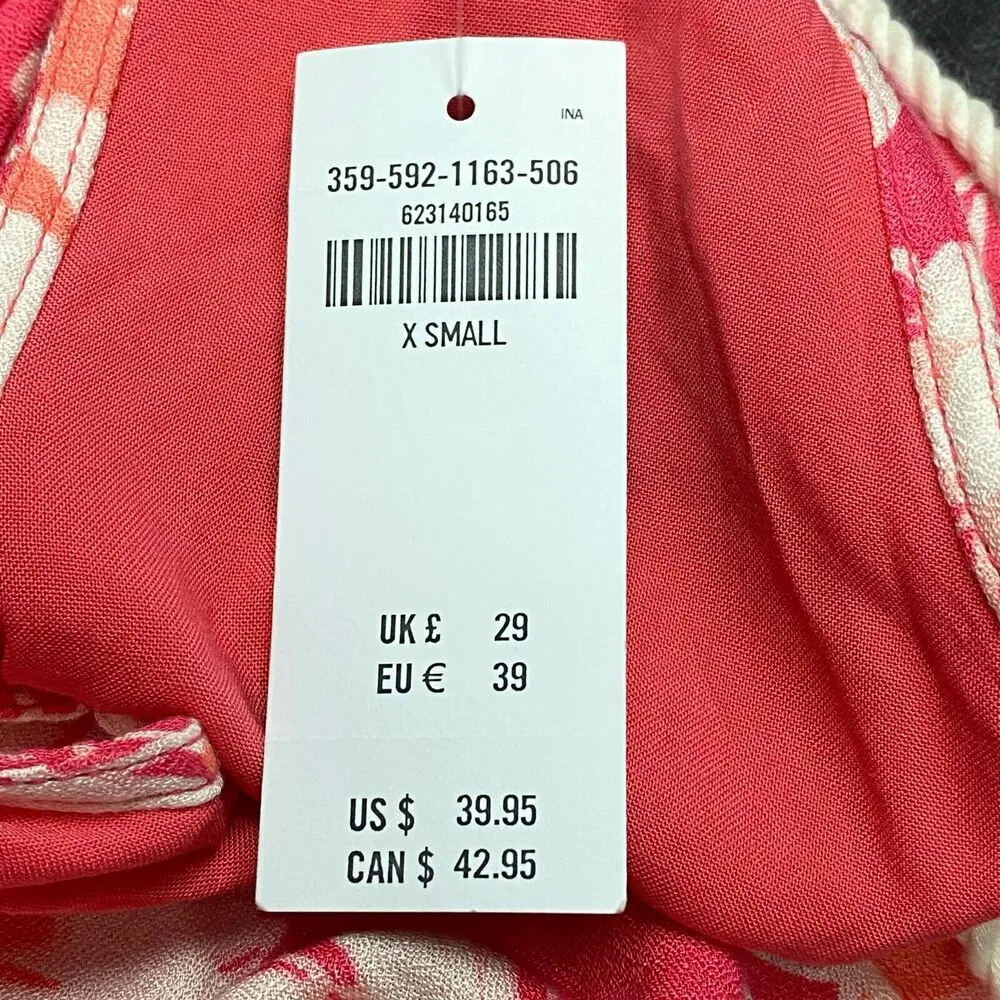 INA
359-592-1163-506
623140165
X SMALL
UK £ 29
EU € 39
US $ 39.95
CAN $ 42.95